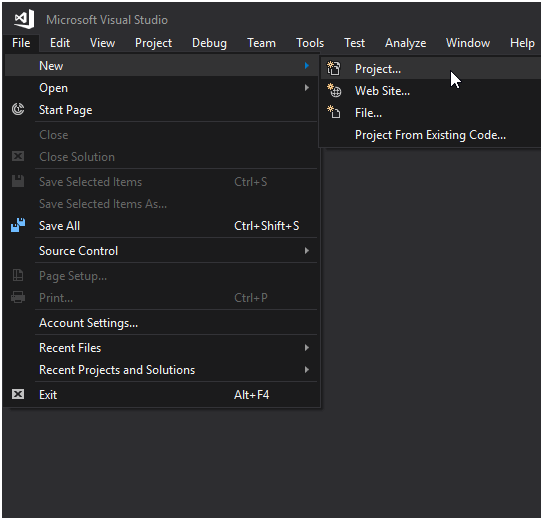 Microsoft Visual Studio
File Edit View Project Debug Team Tools Test Analyze Window Help
New
Project...
Web Site...
File...
Project From Existing Code...
Open
Start Page
Close
Close Solution
Save Selected Items Ctrl+S
Save Selected Items As...
Save All Ctrl+Shift+S
Source Control
Page Setup...
Print... Ctrl+P
Account Settings...
Recent Files
Recent Projects and Solutions
Exit Alt+F4